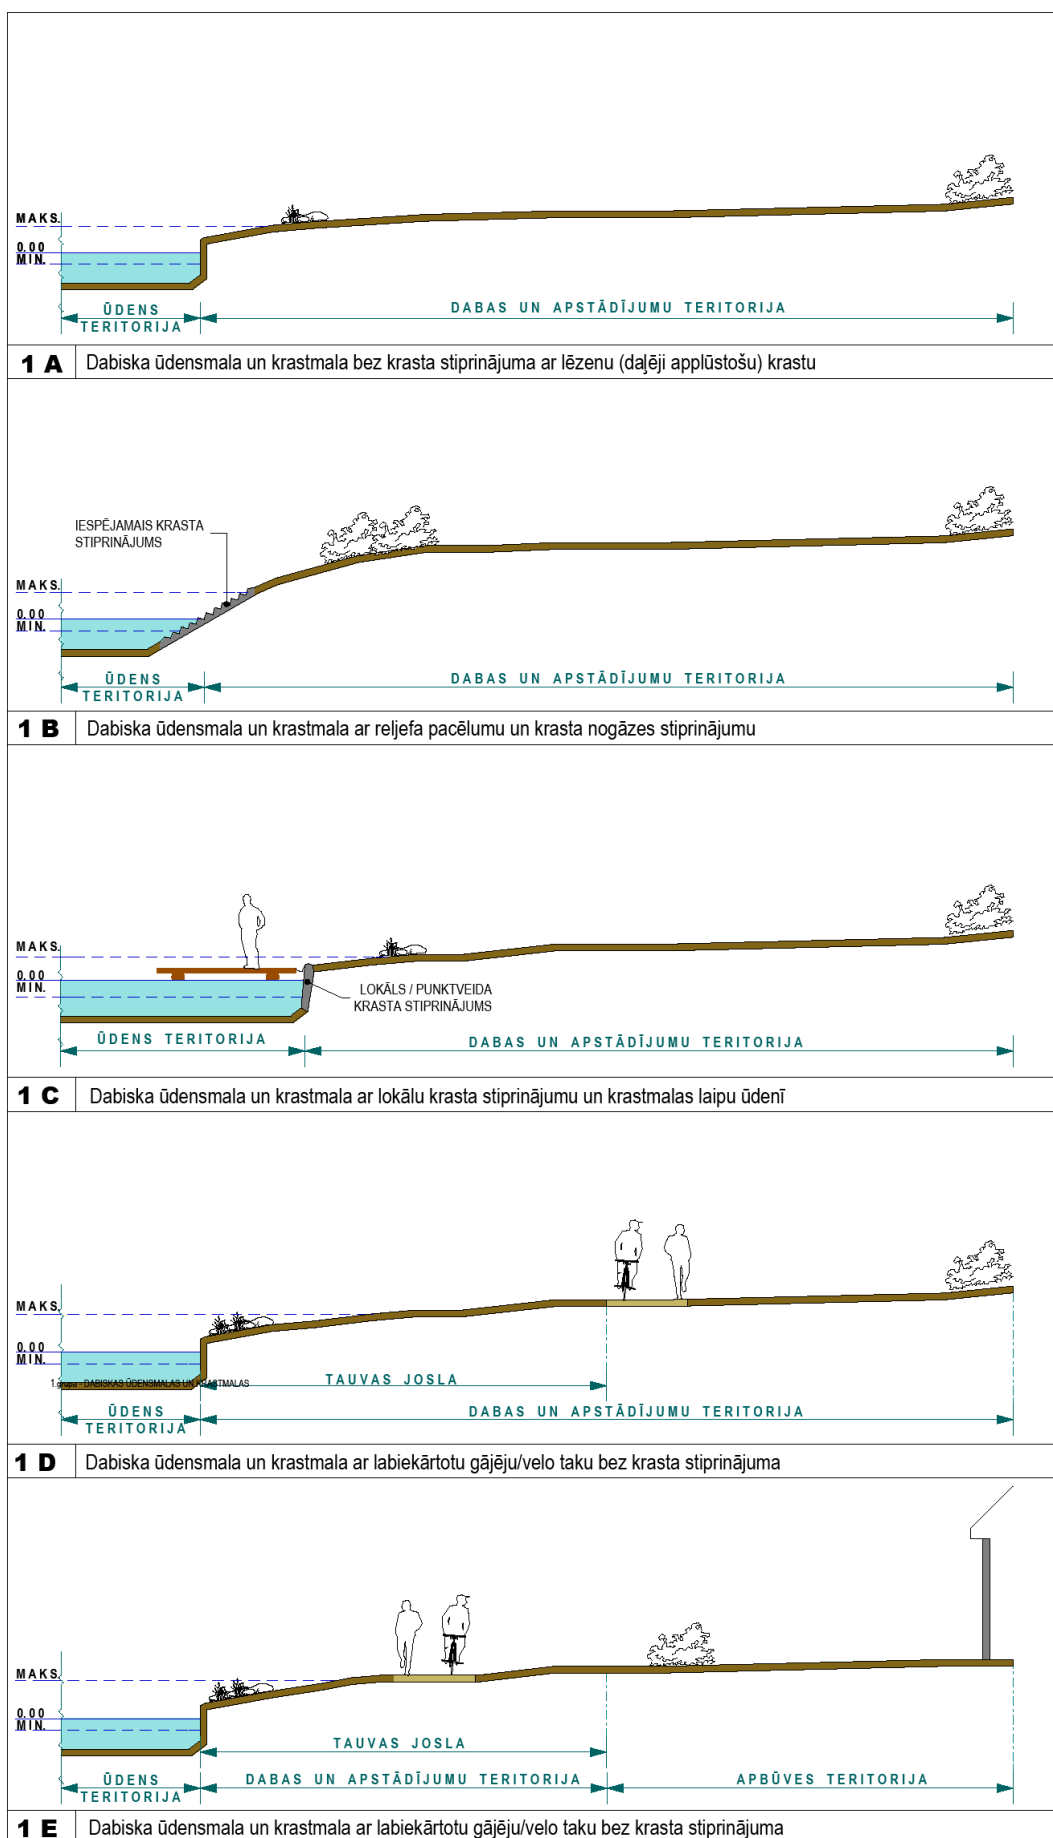 MAKS.
0.00
MIN.
ŪDENS
TERITORIJA
DABAS UN APSTĀDĪJUMU TERITORIJA
1 A Dabiska ūdensmala un krastmala bez krasta stiprinājuma ar lēzenu (daļēji applūstošu) krastu
IESPĒJAMAIS KRASTA
STIPRINĀJUMS
MAKS.
0.00
MIN.
ŪDENS
TERITORIJA
DABAS UN APSTĀDĪJUMU TERITORIJA
1 B Dabiska ūdensmala un krastmala ar reljefa pacēlumu un krasta nogāzes stiprinājumu
MAKS.
0.00
MIN.
LOKĀLS / PUNKTVEIDA
KRASTA STIPRINĀJUMS
ŪDENS TERITORIJA
DABAS UN APSTĀDĪJUMU TERITORIJA
1 C Dabiska ūdensmala un krastmala ar lokālu krasta stiprinājumu un krastmalas laipu ūdenī
MAKS.
0.00
MIN.
1.grupa - DABISKAS ŪDENSMALAS UN KRASTMALAS
TAUVAS JOSLA
ŪDENS
TERITORIJA
DABAS UN APSTĀDĪJUMU TERITORIJA
1 D Dabiska ūdensmala un krastmala ar labiekārtotu gājēju/velo taku bez krasta stiprinājuma
MAKS.
0.00
MIN.
TAUVAS JOSLA
ŪDENS
TERITORIJA
DABAS UN APSTĀDĪJUMU TERITORIJA
APBŪVES TERITORIJA
1 E Dabiska ūdensmala un krastmala ar labiekārtotu gājēju/velo taku bez krasta stiprinājuma